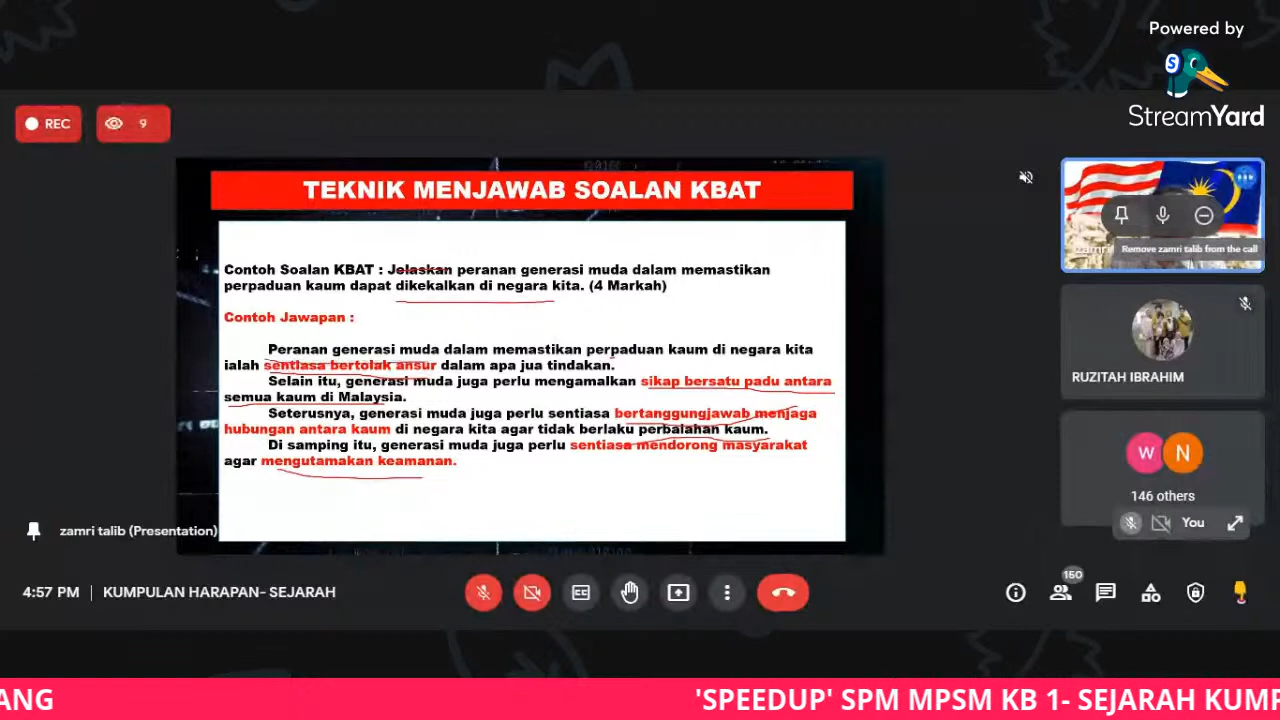 Powered by
StreamYard
REC
9
TEKNIK MENJAWAB SOALAN KBAT
Contoh Soalan KBAT : Jelaskan peranan generasi muda dalam memastikan
perpaduan kaum dapat dikekalkan di negara kita. (4 Markah)
Contoh Jawapan :
Peranan generasi muda dalam memastikan perpaduan kaum di negara kita
ialah sentiasa bertolak ansur dalam apa jua tindakan.
Selain itu, generasi muda juga perlu mengamalkan sikap bersatu padu antara
semua kaum di Malaysia.
Seterusnya, generasi muda juga perlu sentiasa bertanggungjawab menjaga
hubungan antara kaum di negara kita agar tidak berlaku perbalahan kaum.
Di samping itu, generasi muda juga perlu sentiasa mendorong masyarakat
agar mengutamakan keamanan.
zamri talib (Presentation)
Remove zamri talib from the call
RUZITAH IBRAHIM
W N
146 others
You
4:57 PM | KUMPULAN HARAPAN- SEJARAH
150
ANG 'SPEEDUP' SPM MPSM KB 1- SEJARAH KUMP